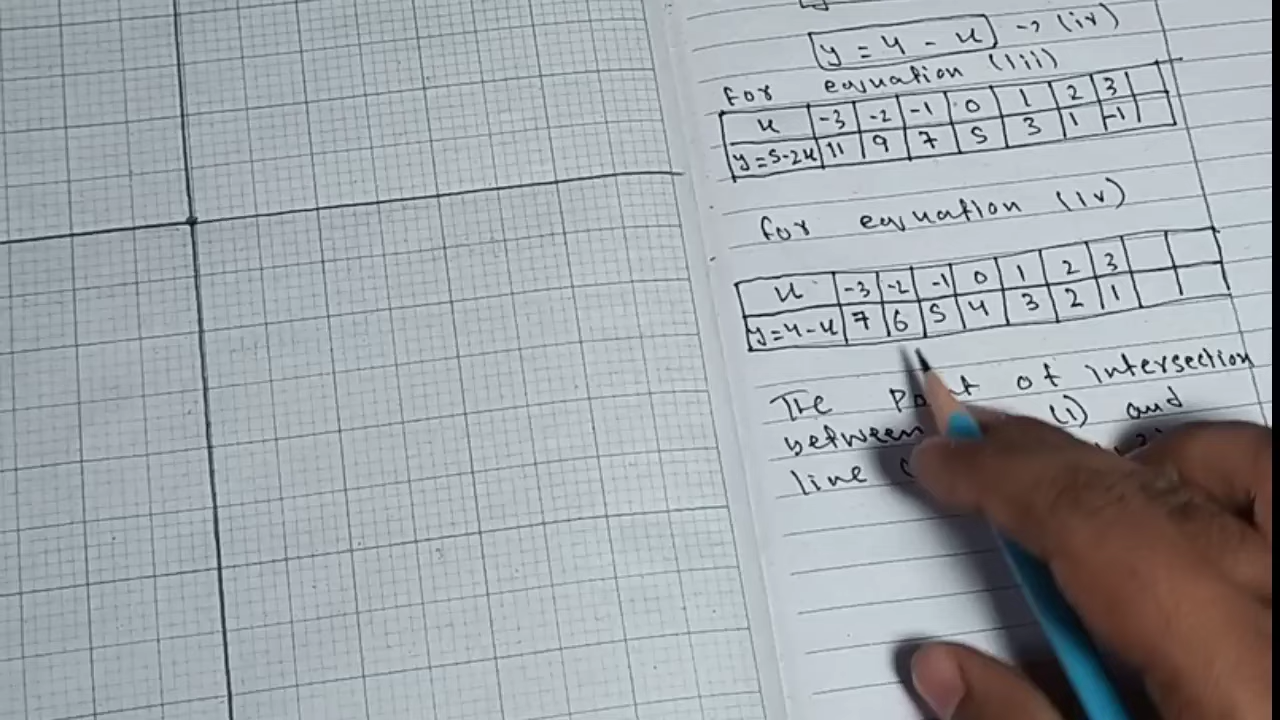 y = 4 - x → (iv)
For equation (iii)
x -3 -2 -1 0 1 2 3
y=5-2x 11 9 7 5 3 1 -1
For equation (iv)
x -3 -2 -1 0 1 2 3
y=4-x 7 6 5 4 3 2 1
The point of intersection
between (i) and
line